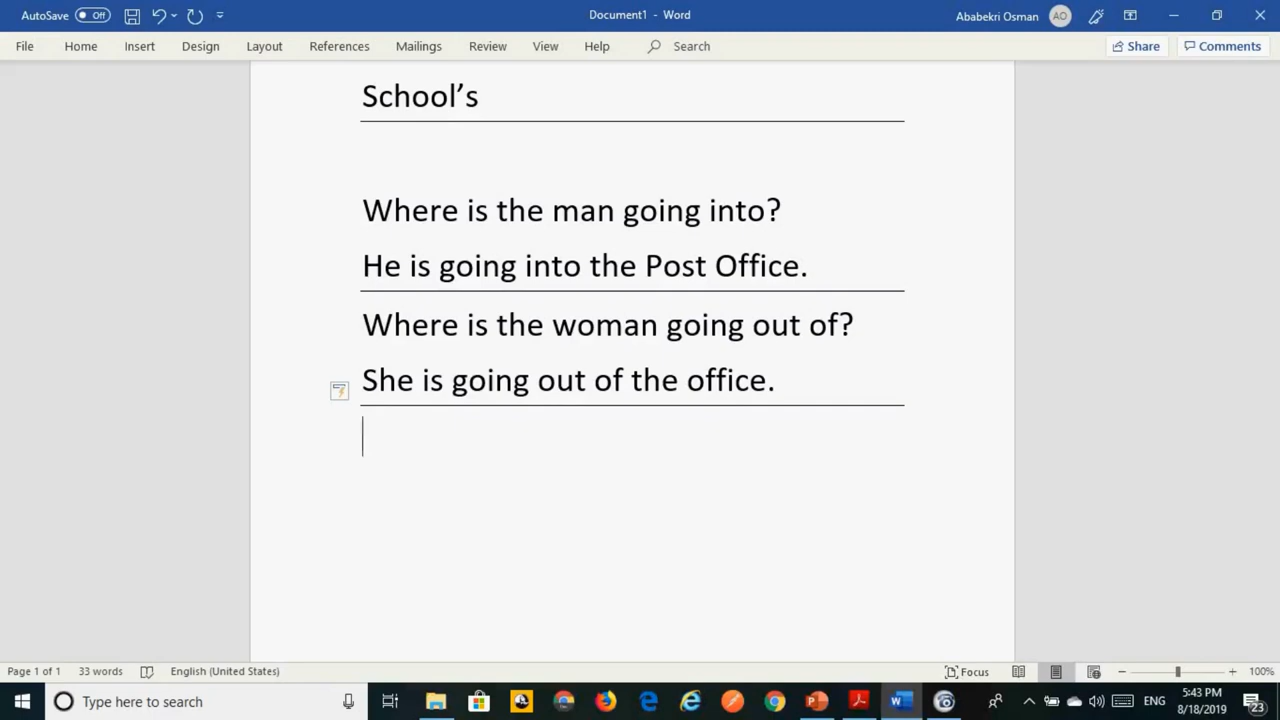 AutoSave Off Document1 - Word Ababekri Osman AO
File Home Insert Design Layout References Mailings Review View Help Search Share Comments
School’s
Where is the man going into?
He is going into the Post Office.
Where is the woman going out of?
She is going out of the office.
Page 1 of 1 33 words English (United States) Focus 100%
Type here to search ENG 5:43 PM
8/18/2019 23